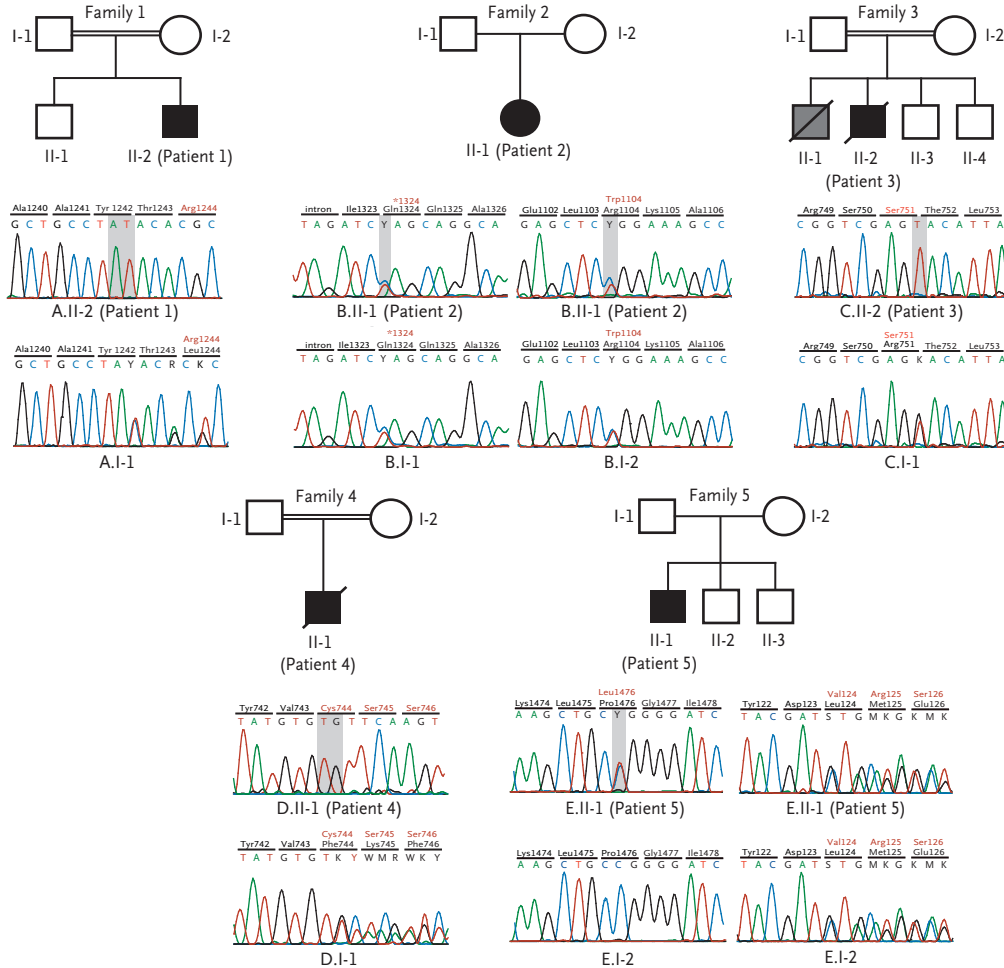 Family 1
I-1
I-2
II-1
II-2 (Patient 1)
Family 2
I-1
I-2
II-1 (Patient 2)
Family 3
I-1
I-2
II-1
II-2
II-3
II-4
(Patient 3)
Arg1244
Ala1240 Ala1241 Tyr 1242 Thr1243
G C T G C C T A T A C A C G C
A.II-2 (Patient 1)
*1324
intron Ile1323 Gln1324 Gln1325 Ala1326
T A G A T C Y A G C A G G C A
B.II-1 (Patient 2)
Trp1104
Glu1102 Leu1103 Arg1104 Lys1105 Ala1106
G A G C T C Y G G A A A G C C
B.II-1 (Patient 2)
Arg749 Ser750 Ser751 The752 Leu753
C G G T C G A G T A C A T T A
C.II-2 (Patient 3)
Arg1244
Ala1240 Ala1241 Tyr 1242 Thr1243 Leu1244
G C T G C C T A Y A C R C K C
A.I-1
*1324
intron Ile1323 Gln1324 Gln1325 Ala1326
T A G A T C Y A G C A G G C A
B.I-1
Trp1104
Glu1102 Leu1103 Arg1104 Lys1105 Ala1106
G A G C T C Y G G A A A G C C
B.I-2
Ser751
Arg749 Ser750 Arg751 The752 Leu753
C G G T C G A G K A C A T T A
C.I-1
Family 4
I-1
I-2
II-1
(Patient 4)
Family 5
I-1
I-2
II-1
II-2
II-3
(Patient 5)
Tyr742 Val743 Cys744 Ser745 Ser746
T A T G T G T G T T C A A G T
D.II-1 (Patient 4)
Leu1476
Lys1474 Leu1475 Pro1476 Gly1477 Ile1478
A A G C T G C Y G G G G A T C
E.II-1 (Patient 5)
Val124 Arg125 Ser126
Tyr122 Asp123 Leu124 Met125 Glu126
T A C G A T S T G M K G K M K
E.II-1 (Patient 5)
Cys744 Ser745 Ser746
Tyr742 Val743 Phe744 Lys745 Phe746
T A T G T G T K Y W M R W K Y
D.I-1
Lys1474 Leu1475 Pro1476 Gly1477 Ile1478
A A G C T G C C G G G G A T C
E.I-2
Val124 Arg125 Ser126
Tyr122 Asp123 Leu124 Met125 Glu126
T A C G A T S T G M K G K M K
E.I-2